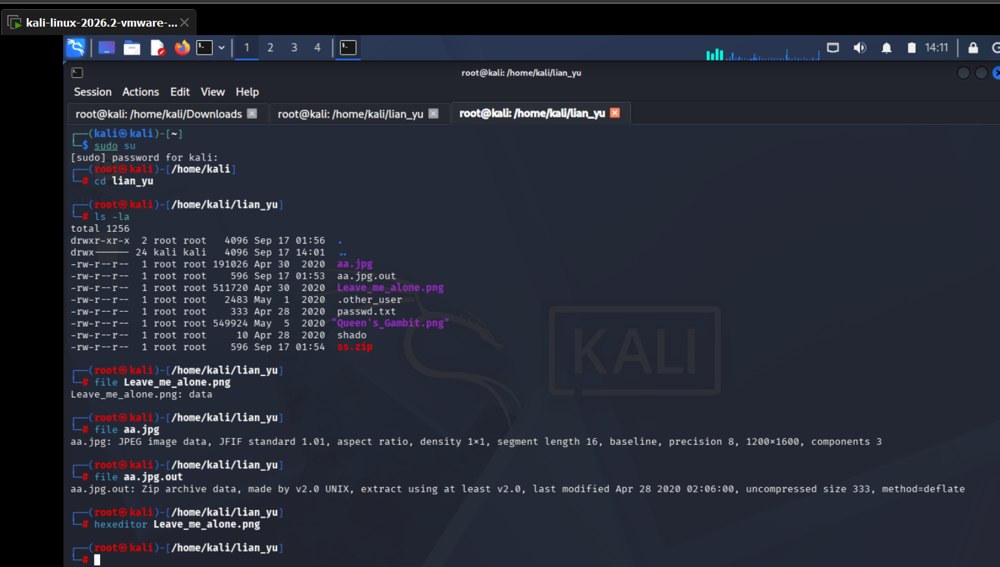 kali-linux-2026.2-vmware-...
1 2 3 4 14:11
root@kali: /home/kali/lian_yu
Session Actions Edit View Help
root@kali: /home/kali/Downloads root@kali: /home/kali/lian_yu root@kali: /home/kali/lian_yu
┌──(kali㉿kali)-[~]
└─$ sudo su
[sudo] password for kali:
┌──(root㉿kali)-[/home/kali]
└─# cd lian_yu
┌──(root㉿kali)-[/home/kali/lian_yu]
└─# ls -la
total 1256
drwxr-xr-x 2 root root 4096 Sep 17 01:56 .
drwx------ 24 kali kali 4096 Sep 17 14:01 ..
-rw-r--r-- 1 root root 191026 Apr 30 2020 aa.jpg
-rw-r--r-- 1 root root 596 Sep 17 01:53 aa.jpg.out
-rw-r--r-- 1 root root 511720 Apr 30 2020 Leave_me_alone.png
-rw-r--r-- 1 root root 2483 May 1 2020 .other_user
-rw-r--r-- 1 root root 333 Apr 28 2020 passwd.txt
-rw-r--r-- 1 root root 549924 May 5 2020 "Queen's_Gambit.png"
-rw-r--r-- 1 root root 10 Apr 28 2020 shado
-rw-r--r-- 1 root root 596 Sep 17 01:54 ss.zip
KALI
┌──(root㉿kali)-[/home/kali/lian_yu]
└─# file Leave_me_alone.png
Leave_me_alone.png: data
┌──(root㉿kali)-[/home/kali/lian_yu]
└─# file aa.jpg
aa.jpg: JPEG image data, JFIF standard 1.01, aspect ratio, density 1×1, segment length 16, baseline, precision 8, 1200×1600, components 3
┌──(root㉿kali)-[/home/kali/lian_yu]
└─# file aa.jpg.out
aa.jpg.out: Zip archive data, made by v2.0 UNIX, extract using at least v2.0, last modified Apr 28 2020 02:06:00, uncompressed size 333, method=deflate
┌──(root㉿kali)-[/home/kali/lian_yu]
└─# hexeditor Leave_me_alone.png
┌──(root㉿kali)-[/home/kali/lian_yu]
└─#